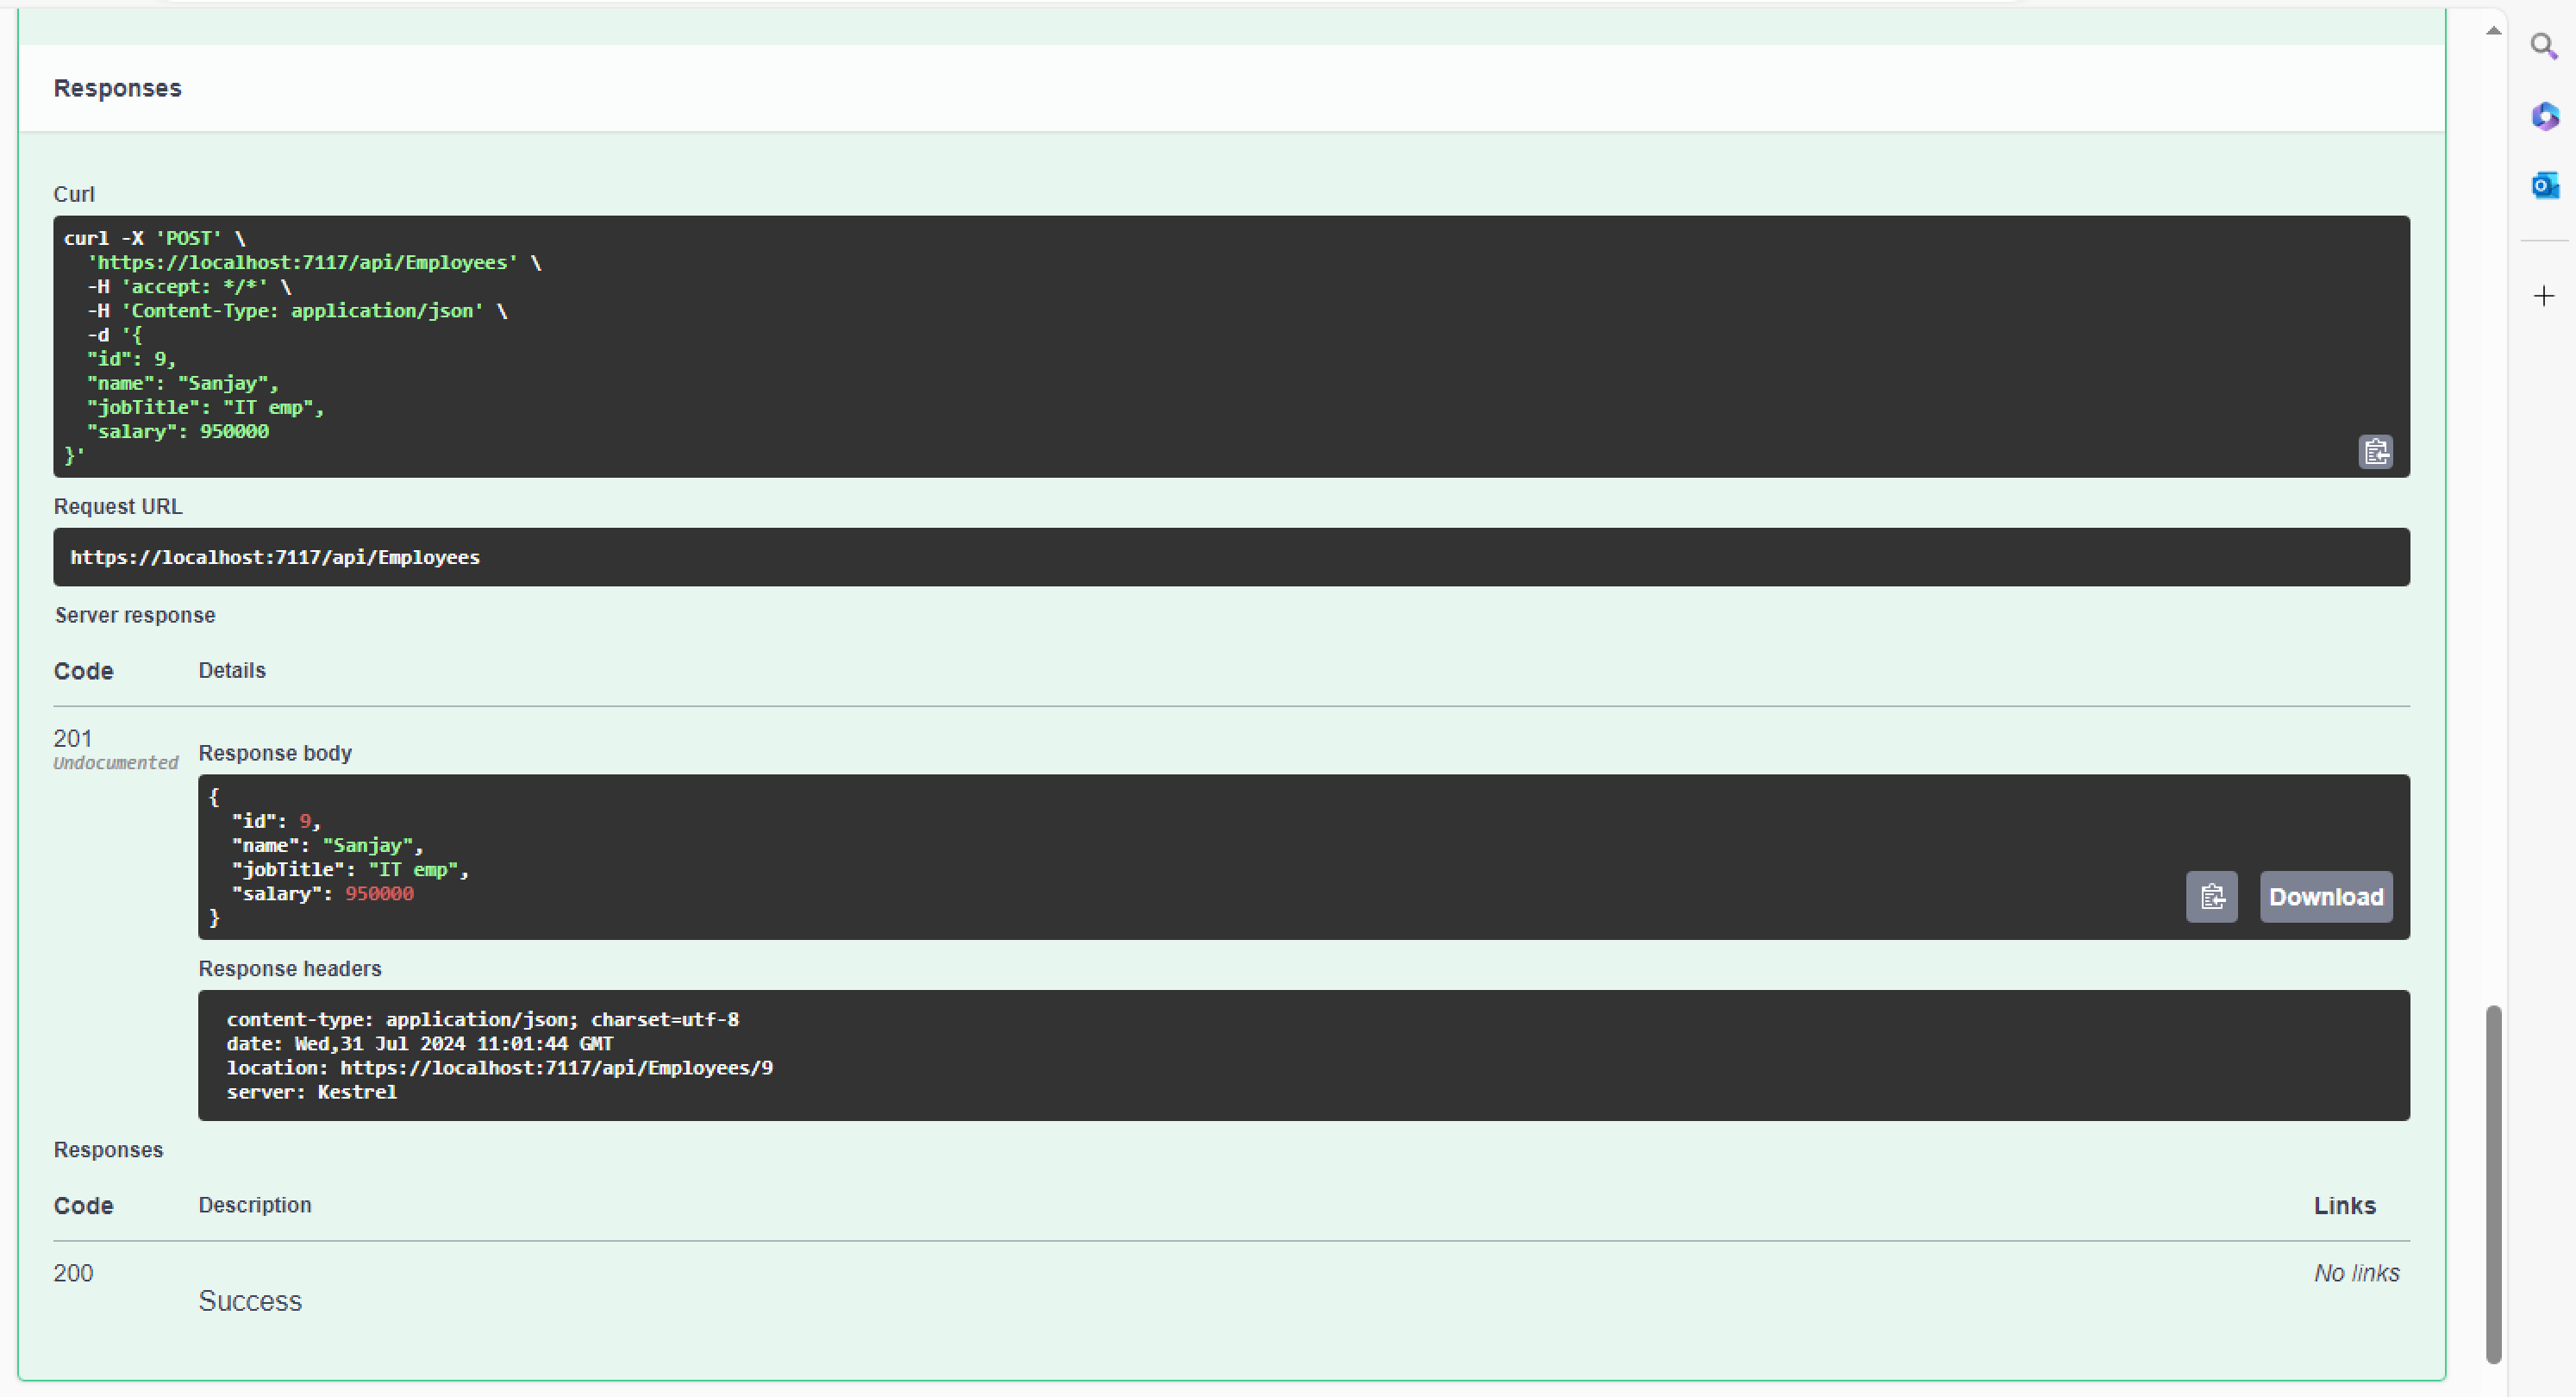 Responses
Curl
curl -X 'POST' \
  'https://localhost:7117/api/Employees' \
  -H 'accept: */*' \
  -H 'Content-Type: application/json' \
  -d '{
  "id": 9,
  "name": "Sanjay",
  "jobTitle": "IT emp",
  "salary": 950000
}'
Request URL
https://localhost:7117/api/Employees
Server response
Code Details
201
Undocumented
Response body
{
  "id": 9,
  "name": "Sanjay",
  "jobTitle": "IT emp",
  "salary": 950000
}
Download
Response headers
content-type: application/json; charset=utf-8
date: Wed,31 Jul 2024 11:01:44 GMT
location: https://localhost:7117/api/Employees/9
server: Kestrel
Responses
Code Description Links
200 No links
Success